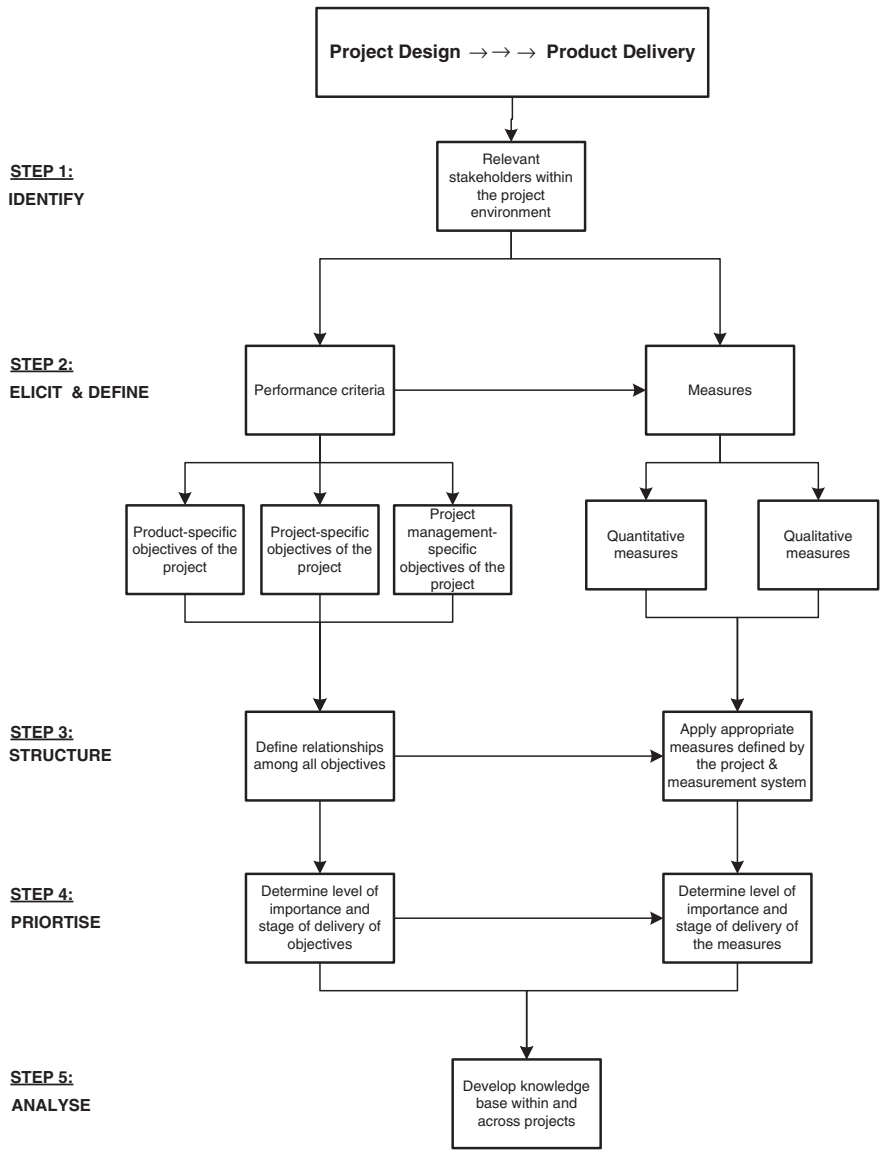 Project Design →→→ Product Delivery
STEP 1:
IDENTIFY
Relevant
stakeholders within
the project
environment
STEP 2:
ELICIT & DEFINE
Performance criteria
Measures
Product-specific
objectives of the
project
Project-specific
objectives of the
project
Project
management-
specific
objectives of the
project
Quantitative
measures
Qualitative
measures
STEP 3:
STRUCTURE
Define relationships
among all objectives
Apply appropriate
measures defined by
the project &
measurement system
STEP 4:
PRIORTISE
Determine level of
importance and
stage of delivery of
objectives
Determine level of
importance and
stage of delivery of
the measures
STEP 5:
ANALYSE
Develop knowledge
base within and
across projects